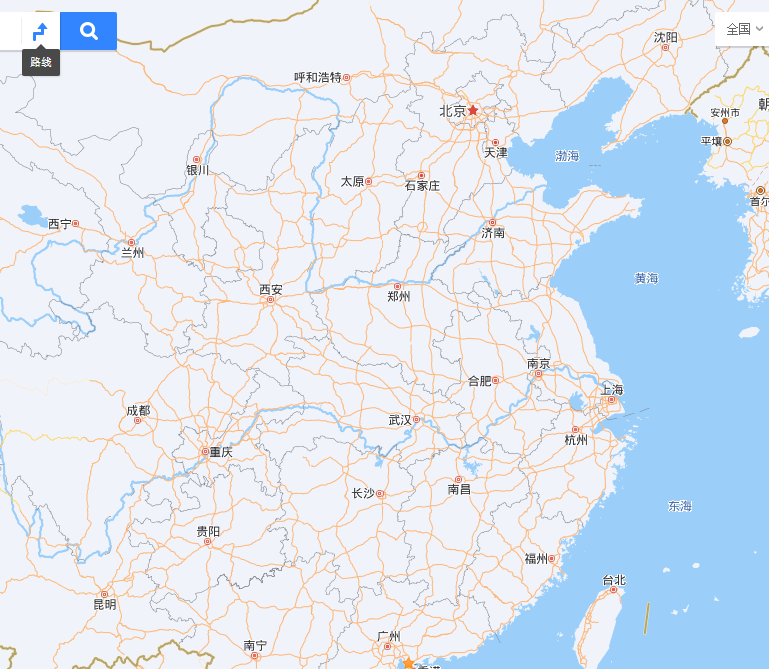 全国
路线
沈阳
呼和浩特
北京
朝
安州市
平壤
天津
渤海
银川
太原
石家庄
首尔
西宁
济南
兰州
黄海
西安
郑州
南京
合肥
上海
成都
武汉
杭州
重庆
南昌
长沙
东海
贵阳
福州
台北
昆明
广州
南宁
香港